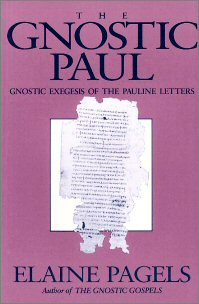 THE
GNOSTIC
PAUL
GNOSTIC EXEGESIS OF THE PAULINE LETTERS
ELAINE PAGELS
Author of THE GNOSTIC GOSPELS